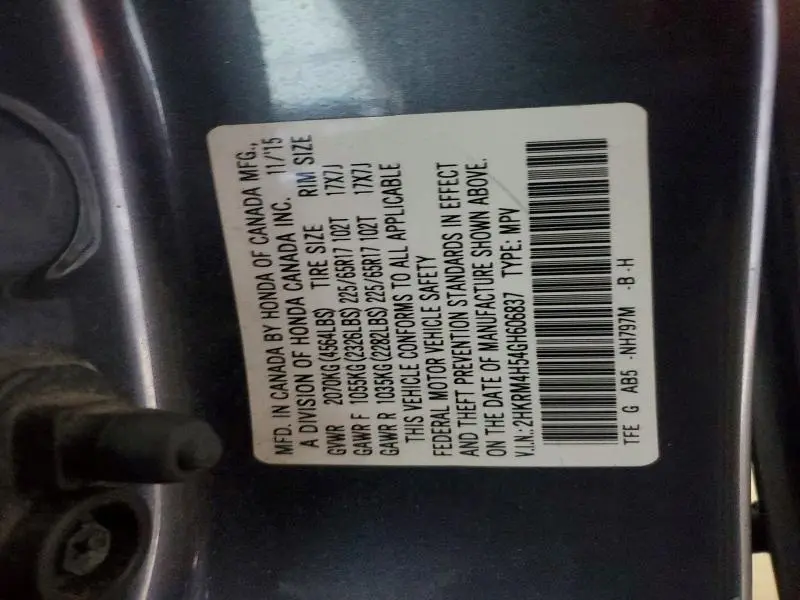 MFD. IN CANADA BY HONDA OF CANADA MFG.,
A DIVISION OF HONDA CANADA INC. 11/15
GVWR 2070KG(4564LBS) TIRE SIZE RIM SIZE
GAWR F 1055KG(2326LBS) 225/65R17 102T 17X7J
GAWR R 1035KG(2282LBS) 225/65R17 102T 17X7J
THIS VEHICLE CONFORMS TO ALL APPLICABLE
FEDERAL MOTOR VEHICLE SAFETY
AND THEFT PREVENTION STANDARDS IN EFFECT
ON THE DATE OF MANUFACTURE SHOWN ABOVE.
V.I.N.:2HKRM4H54GH606837 TYPE: MPV
TFE G AB5 -NH797M -B -H